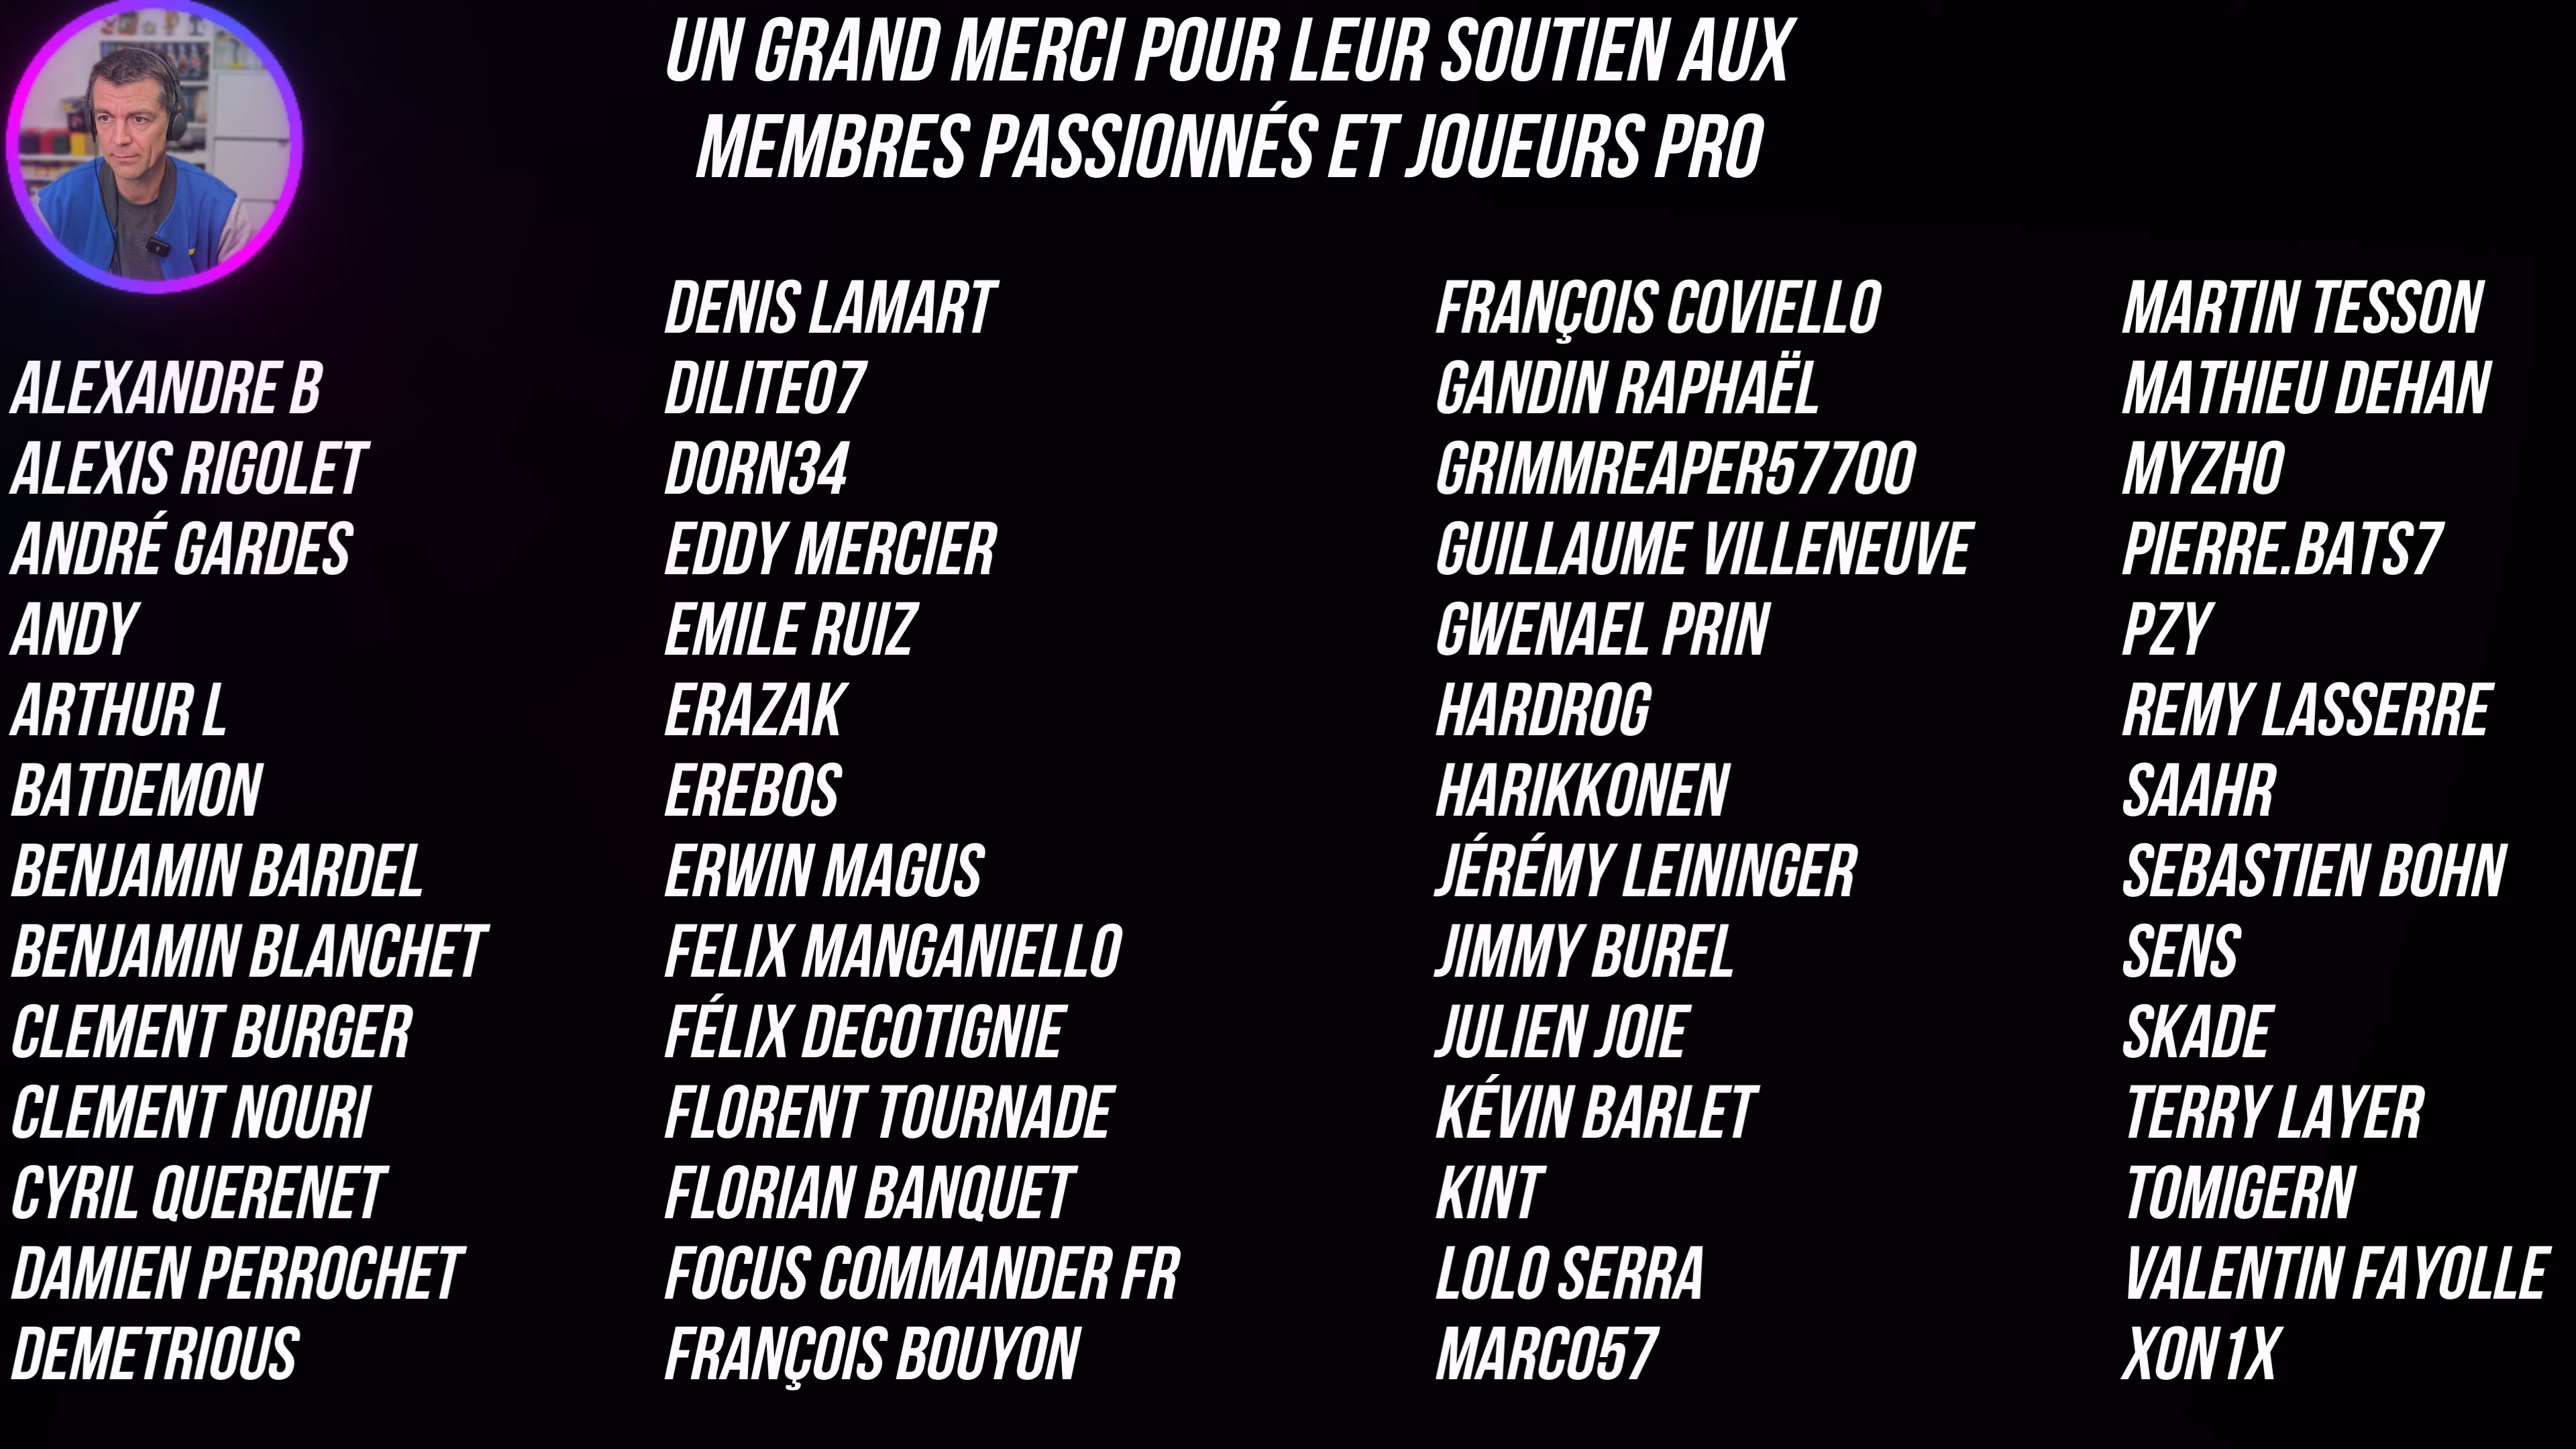 UN GRAND MERCI POUR LEUR SOUTIEN AUX
MEMBRES PASSIONNÉS ET JOUEURS PRO
ALEXANDRE B
ALEXIS RIGOLET
ANDRÉ GARDES
ANDY
ARTHUR L
BATDEMON
BENJAMIN BARDEL
BENJAMIN BLANCHET
CLEMENT BURGER
CLEMENT NOURI
CYRIL QUERENET
DAMIEN PERROCHET
DEMETRIOUS
DENIS LAMART
DILITE07
DORN34
EDDY MERCIER
EMILE RUIZ
ERAZAK
EREBOS
ERWIN MAGUS
FELIX MANGANIELLO
FÉLIX DECOTIGNIE
FLORENT TOURNADE
FLORIAN BANQUET
FOCUS COMMANDER FR
FRANÇOIS BOUYON
FRANÇOIS COVIELLO
GANDIN RAPHAËL
GRIMMREAPER57700
GUILLAUME VILLENEUVE
GWENAEL PRIN
HARDROG
HARIKKONEN
JÉRÉMY LEININGER
JIMMY BUREL
JULIEN JOIE
KÉVIN BARLET
KINT
LOLO SERRA
MARCO57
MARTIN TESSON
MATHIEU DEHAN
MYZHO
PIERRE.BATS7
PZY
REMY LASSERRE
SAAHR
SEBASTIEN BOHN
SENS
SKADE
TERRY LAYER
TOMIGERN
VALENTIN FAYOLLE
XON1X